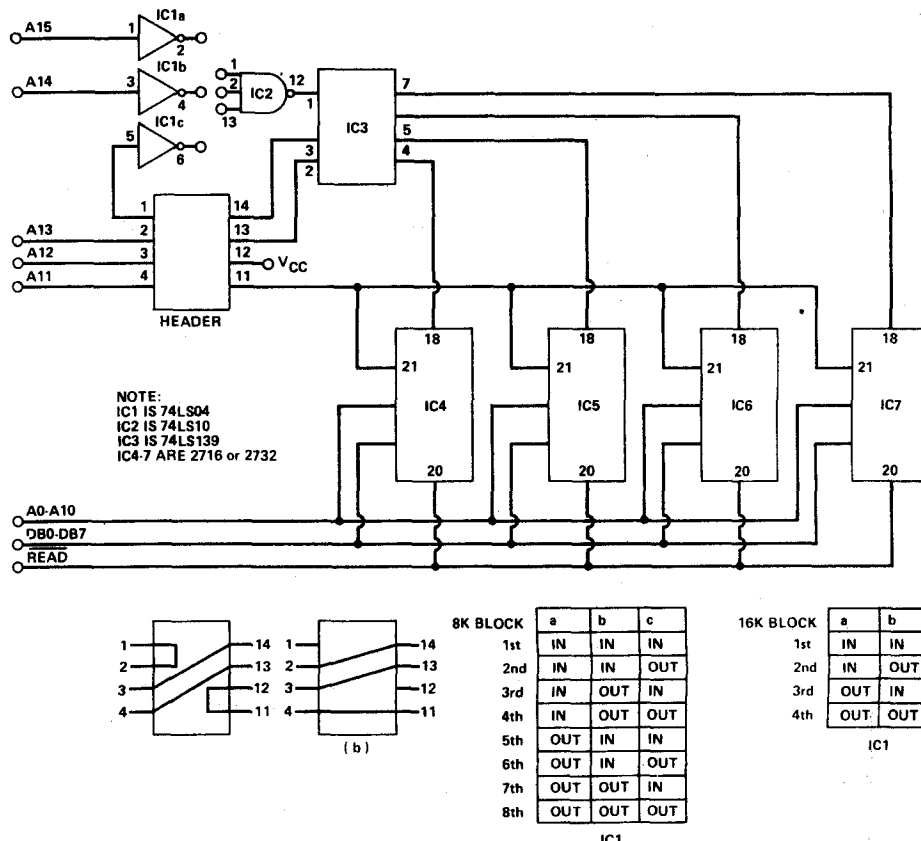 IC1a
A15
1
2
IC1b
A14
3
4
1
2
13
IC2
12
1
IC3
7
5
4
3
2
IC1c
5
6
1
2
3
4
14
13
12
11
A13
A12
A11
VCC
HEADER
18
21
IC4
20
18
21
IC5
20
18
21
IC6
20
18
21
IC7
20
NOTE:
IC1 IS 74LS04
IC2 IS 74LS10
IC3 IS 74LS139
IC4-7 ARE 2716 or 2732
A0-A10
DB0-DB7
READ
1
2
3
4
14
13
12
11
1
2
3
4
14
13
12
11
(b)
8K BLOCK a b c
1st IN IN IN
2nd IN IN OUT
3rd IN OUT IN
4th IN OUT OUT
5th OUT IN IN
6th OUT IN OUT
7th OUT OUT IN
8th OUT OUT OUT
IC1
16K BLOCK a b
1st IN IN
2nd IN OUT
3rd OUT IN
4th OUT OUT
IC1